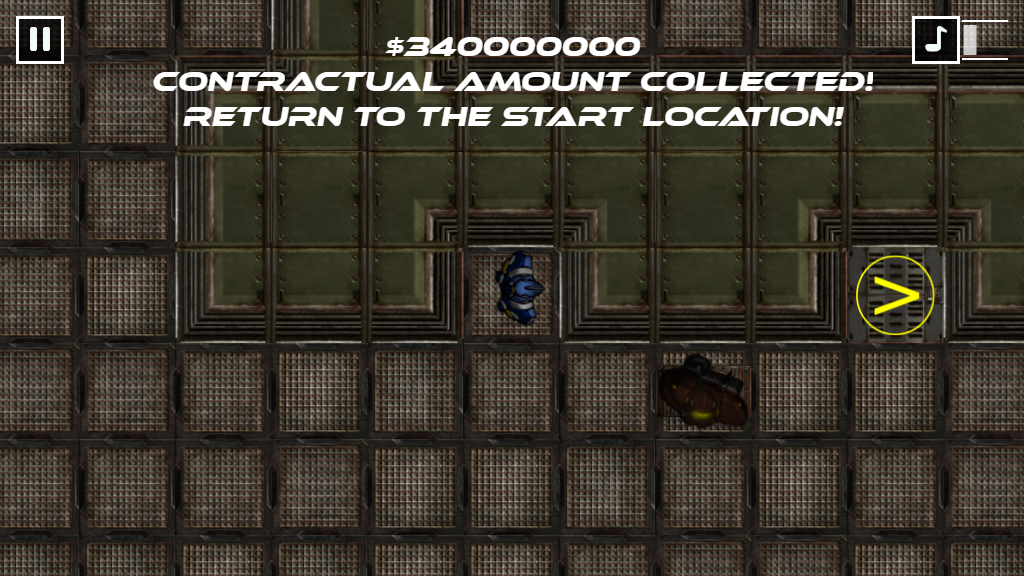 $340000000
CONTRACTUAL AMOUNT COLLECTED!
RETURN TO THE START LOCATION!
>